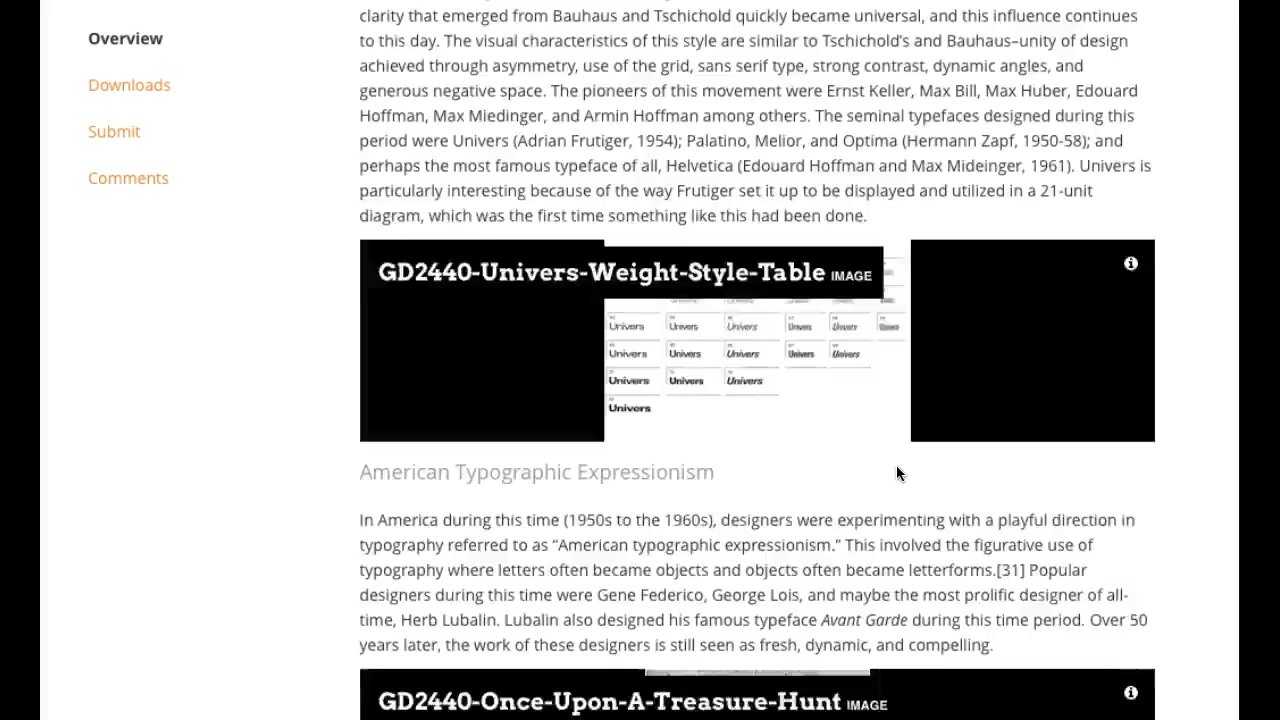 Overview
Downloads
Submit
Comments
clarity that emerged from Bauhaus and Tschichold quickly became universal, and this influence continues
to this day. The visual characteristics of this style are similar to Tschichold's and Bauhaus–unity of design
achieved through asymmetry, use of the grid, sans serif type, strong contrast, dynamic angles, and
generous negative space. The pioneers of this movement were Ernst Keller, Max Bill, Max Huber, Edouard
Hoffman, Max Miedinger, and Armin Hoffman among others. The seminal typefaces designed during this
period were Univers (Adrian Frutiger, 1954); Palatino, Melior, and Optima (Hermann Zapf, 1950-58); and
perhaps the most famous typeface of all, Helvetica (Edouard Hoffman and Max Mideinger, 1961). Univers is
particularly interesting because of the way Frutiger set it up to be displayed and utilized in a 21-unit
diagram, which was the first time something like this had been done.
GD2440-Univers-Weight-Style-Table IMAGE
Univers Univers Univers Univers Univers
Univers Univers Univers Univers Univers
Univers Univers Univers
Univers
American Typographic Expressionism
In America during this time (1950s to the 1960s), designers were experimenting with a playful direction in
typography referred to as “American typographic expressionism.” This involved the figurative use of
typography where letters often became objects and objects often became letterforms.[31] Popular
designers during this time were Gene Federico, George Lois, and maybe the most prolific designer of all-
time, Herb Lubalin. Lubalin also designed his famous typeface Avant Garde during this time period. Over 50
years later, the work of these designers is still seen as fresh, dynamic, and compelling.
GD2440-Once-Upon-A-Treasure-Hunt IMAGE